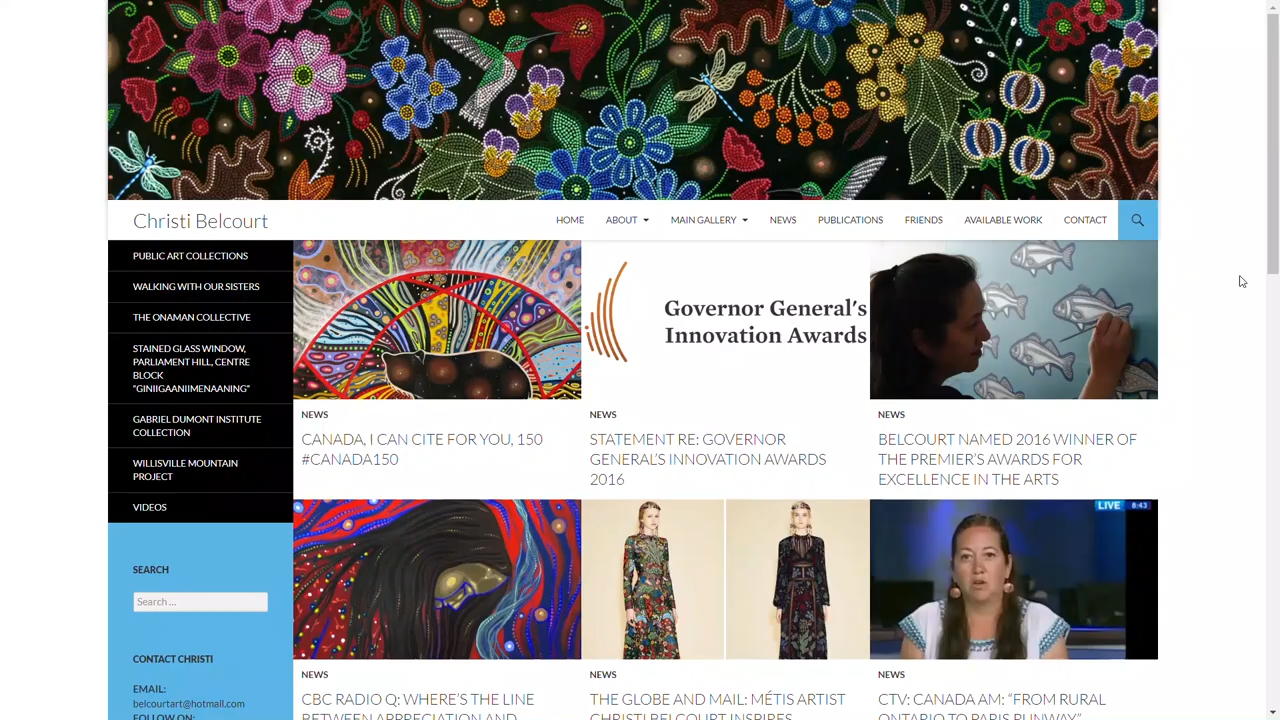 Christi Belcourt
HOME
ABOUT
MAIN GALLERY
NEWS
PUBLICATIONS
FRIENDS
AVAILABLE WORK
CONTACT
PUBLIC ART COLLECTIONS
WALKING WITH OUR SISTERS
THE ONAMAN COLLECTIVE
STAINED GLASS WINDOW,
PARLIAMENT HILL, CENTRE
BLOCK
“GINIIGAANIIMENAANING”
GABRIEL DUMONT INSTITUTE
COLLECTION
WILLISVILLE MOUNTAIN
PROJECT
VIDEOS
SEARCH
Search ...
CONTACT CHRISTI
EMAIL:
belcourtart@hotmail.com
FOLLOW ON:
NEWS
CANADA, I CAN CITE FOR YOU, 150
#CANADA150
Governor General's
Innovation Awards
NEWS
STATEMENT RE: GOVERNOR
GENERAL’S INNOVATION AWARDS
2016
NEWS
BELCOURT NAMED 2016 WINNER OF
THE PREMIER’S AWARDS FOR
EXCELLENCE IN THE ARTS
NEWS
CBC RADIO Q: WHERE’S THE LINE
BETWEEN APPRECIATION AND
NEWS
THE GLOBE AND MAIL: MÉTIS ARTIST
CHRISTI BELCOURT INSPIRES
LIVE 8:43
NEWS
CTV: CANADA AM: “FROM RURAL
ONTARIO TO PARIS RUNWAY”